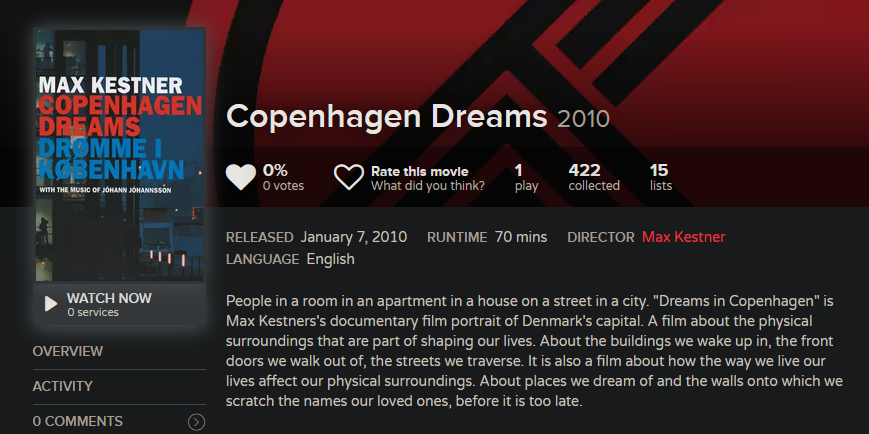 MAX KESTNER
COPENHAGEN
DREAMS
DRØMME I
KØBENHAVN
WITH THE MUSIC OF JÓHANN JÓHANNSSON
WATCH NOW
0 services
OVERVIEW
ACTIVITY
0 COMMENTS
Copenhagen Dreams 2010
0%
0 votes
Rate this movie
What did you think?
1
play
422
collected
15
lists
RELEASED January 7, 2010 RUNTIME 70 mins DIRECTOR Max Kestner
LANGUAGE English
People in a room in an apartment in a house on a street in a city. "Dreams in Copenhagen" is
Max Kestners's documentary film portrait of Denmark's capital. A film about the physical
surroundings that are part of shaping our lives. About the buildings we wake up in, the front
doors we walk out of, the streets we traverse. It is also a film about how the way we live our
lives affect our physical surroundings. About places we dream of and the walls onto which we
scratch the names our loved ones, before it is too late.